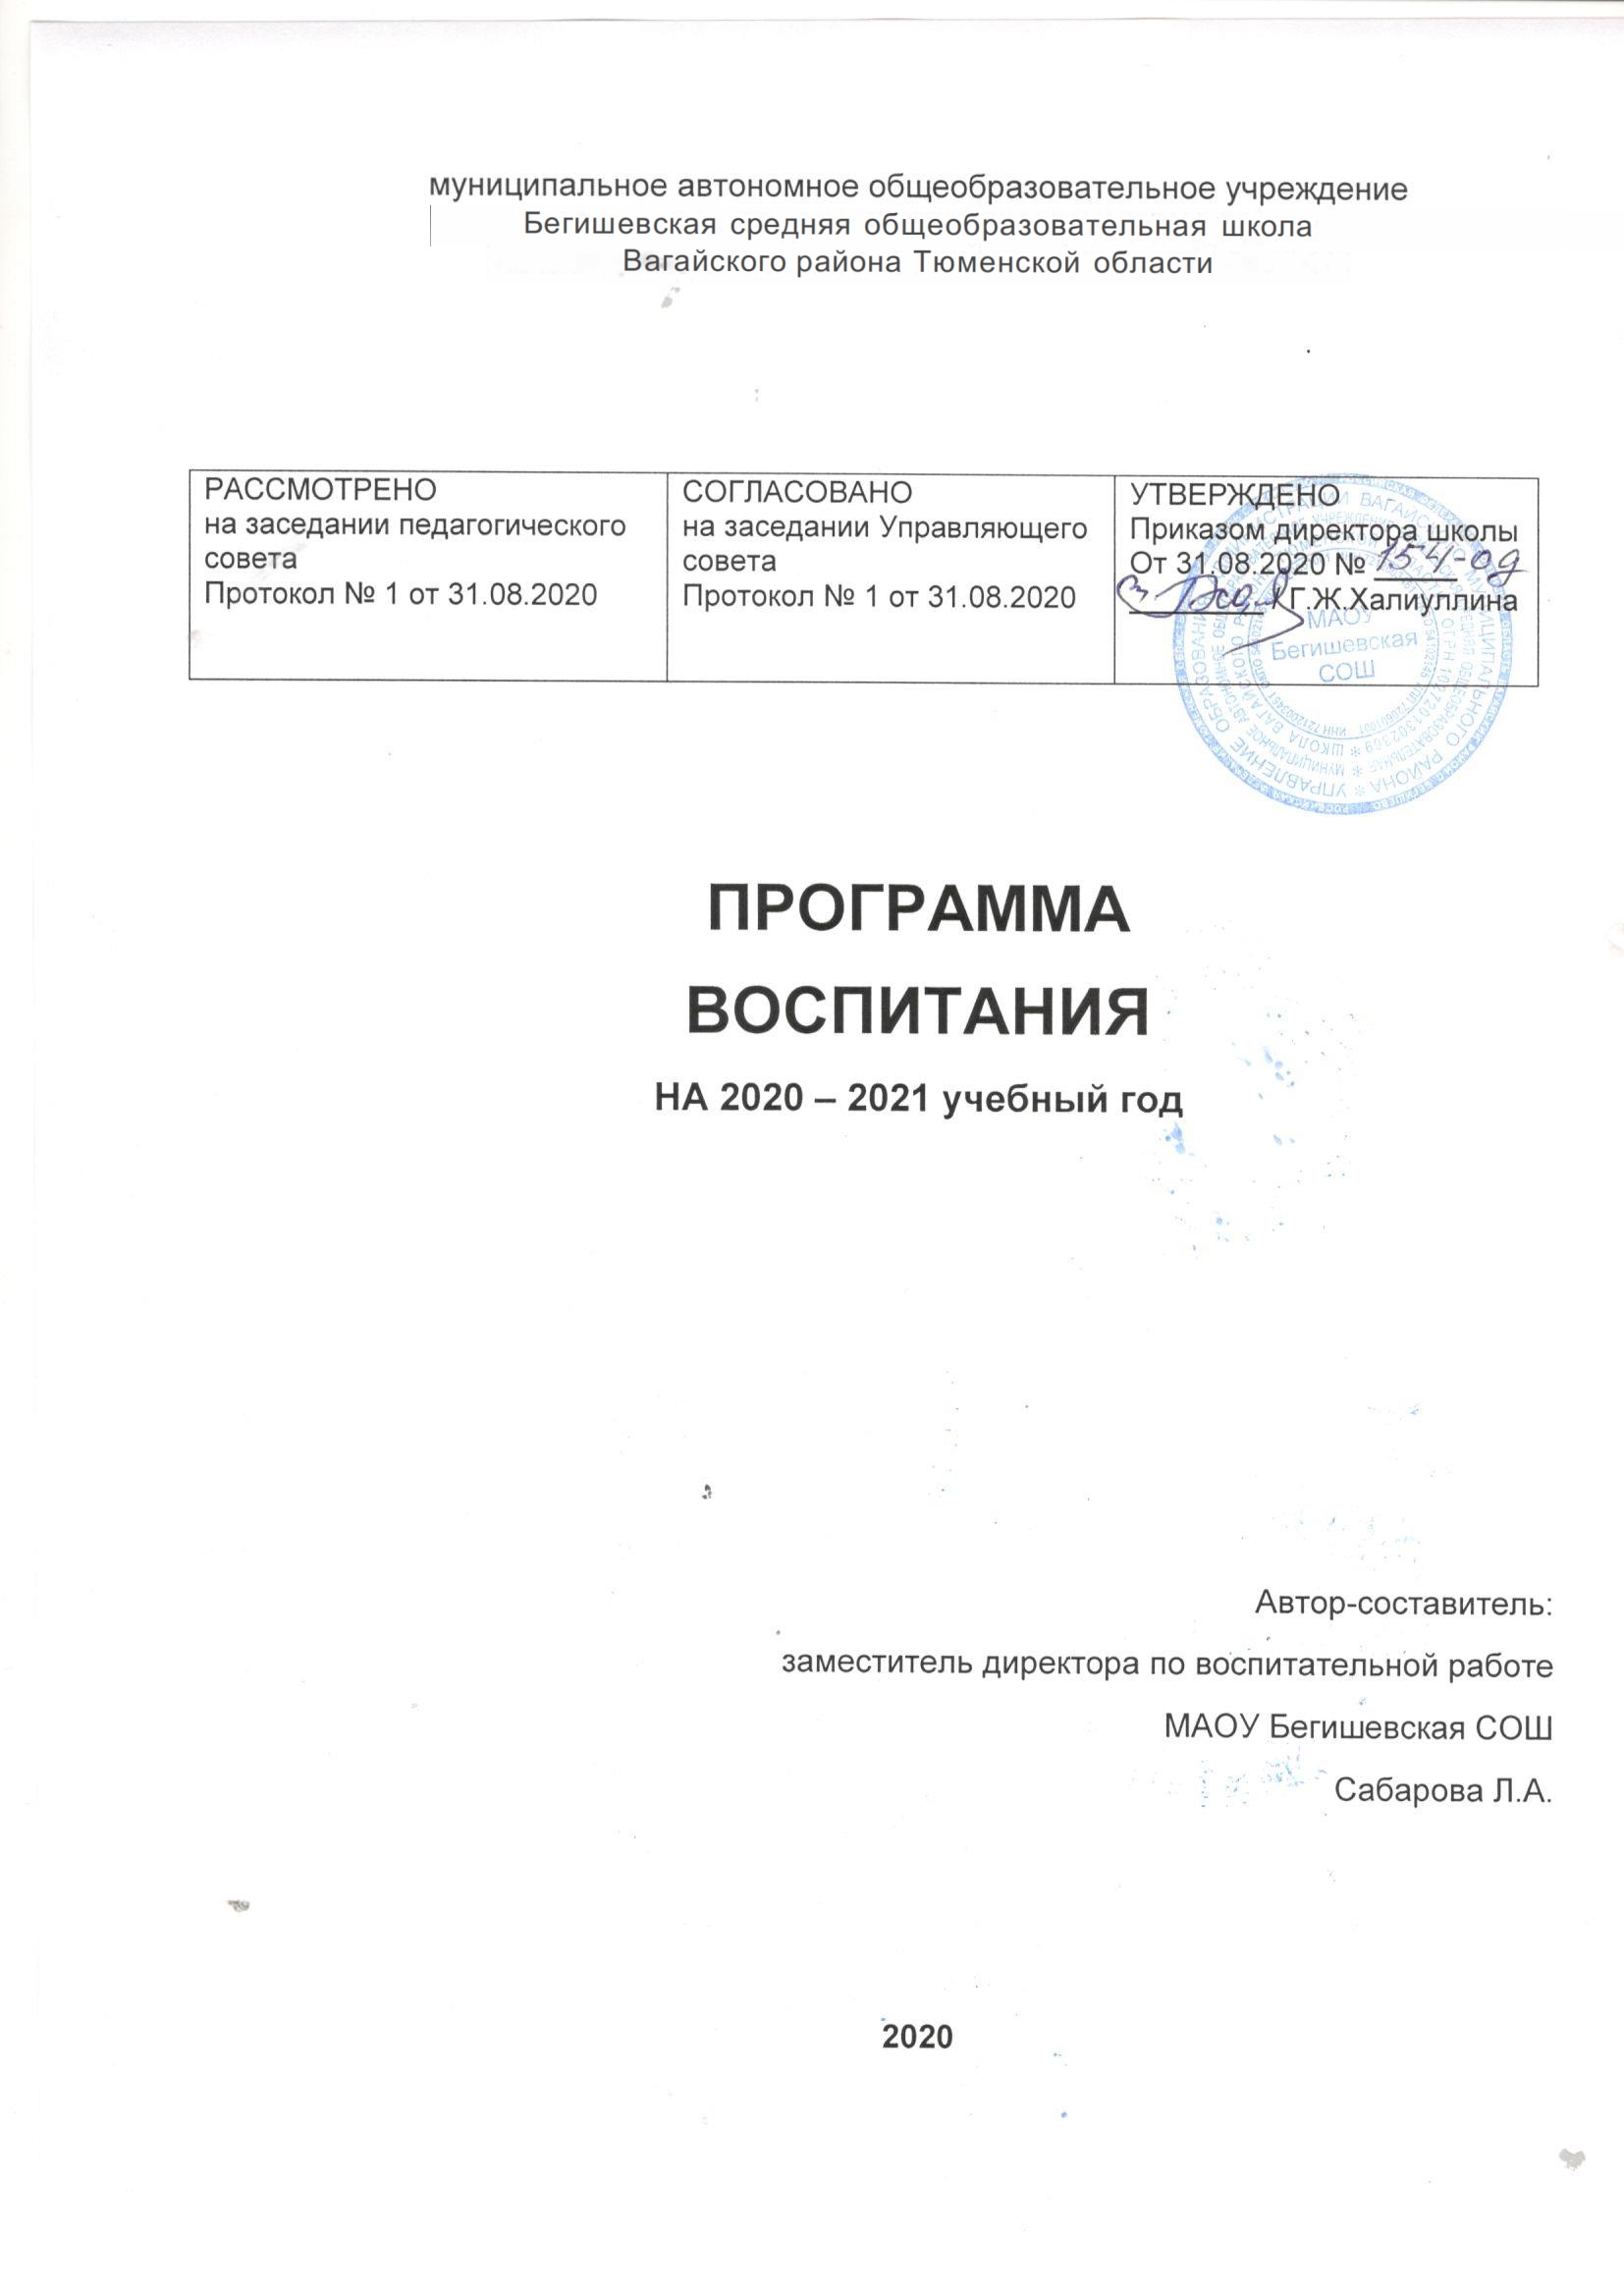 муниципальное автономное общеобразовательное учреждение
Бегишевская средняя общеобразовательная школа
Вагайского района Тюменской области
РАССМОТРЕНО
на заседании педагогического
совета
Протокол № 1 от 31.08.2020
СОГЛАСОВАНО
на заседании Управляющего
совета
Протокол № 1 от 31.08.2020
УТВЕРЖДЕНО
Приказом директора школы
От 31.08.2020 № 154-од
Г.Ж.Халиуллина
МАОУ
Бегишевская
СОШ
ПРОГРАММА
ВОСПИТАНИЯ
НА 2020 – 2021 учебный год
Автор-составитель:
заместитель директора по воспитательной работе
МАОУ Бегишевская СОШ
Сабарова Л.А.
2020